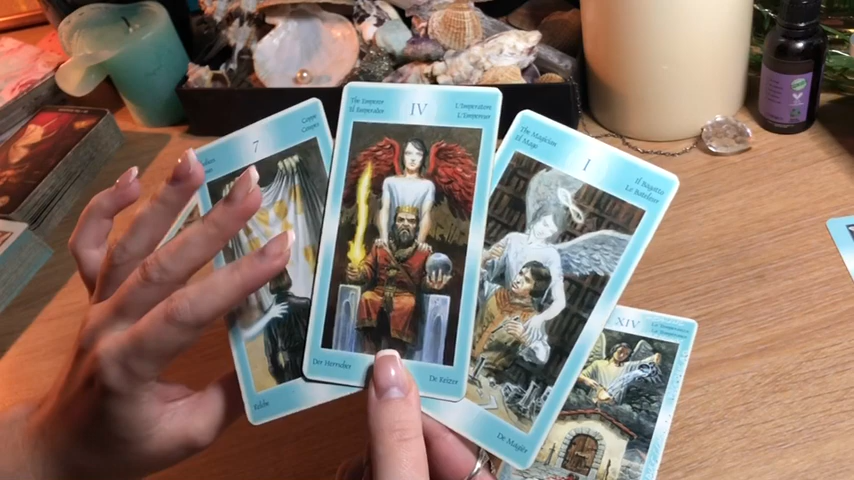 7
Coppe
Copas
Kelche
The Emperor
El Emperador
IV
L'Imperatore
L'Empereur
Der Herrscher
De Keizer
The Magician
El Mago
I
Il Bagatto
Le Bateleur
De Magiër
XIV